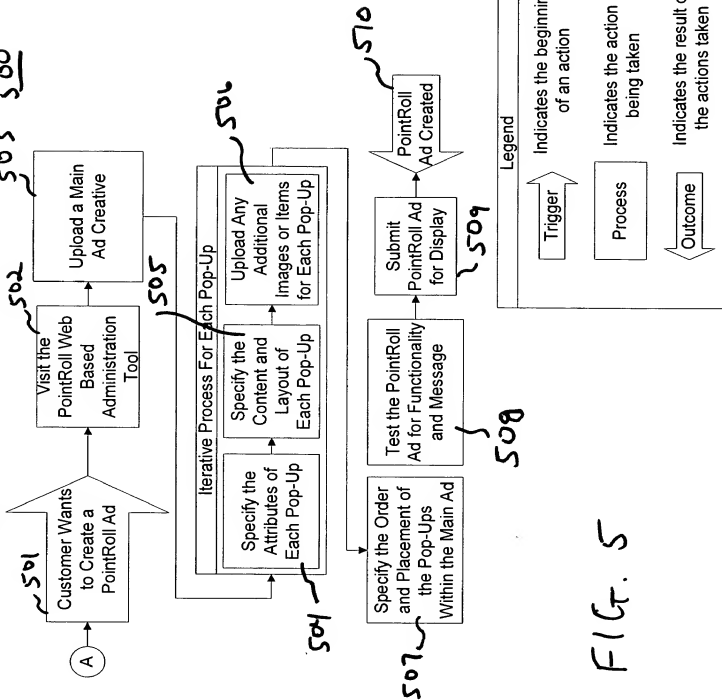 503
500
A
501
Customer Wants
to Create a
PointRoll Ad
502
Visit the
PointRoll Web
Based
Administration
Tool
Upload a Main
Ad Creative
Iterative Process For Each Pop-Up
504
Specify the
Attributes of
Each Pop-Up
505
Specify the
Content and
Layout of
Each Pop-Up
506
Upload Any
Additional
Images or Items
for Each Pop-Up
507
Specify the Order
and Placement of
the Pop-Ups
Within the Main Ad
Test the PointRoll
Ad for Functionality
and Message
508
Submit
PointRoll Ad
for Display
509
PointRoll
Ad Created
510
Legend
Trigger
Indicates the beginning
of an action
Process
Indicates the action
being taken
Outcome
Indicates the result
the actions taken
FIG. 5